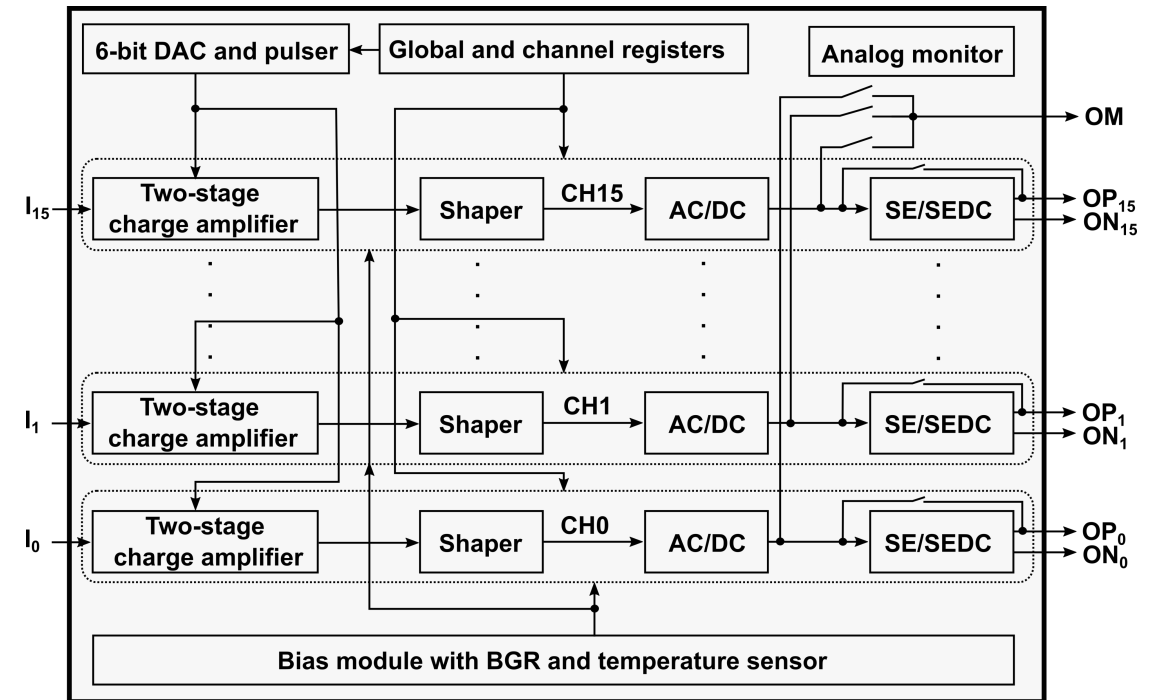 6-bit DAC and pulser
Global and channel registers
Analog monitor
OM
I15
Two-stage
charge amplifier
Shaper
CH15
AC/DC
SE/SEDC
OP15
ON15
I1
Two-stage
charge amplifier
Shaper
CH1
AC/DC
SE/SEDC
OP1
ON1
I0
Two-stage
charge amplifier
Shaper
CH0
AC/DC
SE/SEDC
OP0
ON0
Bias module with BGR and temperature sensor